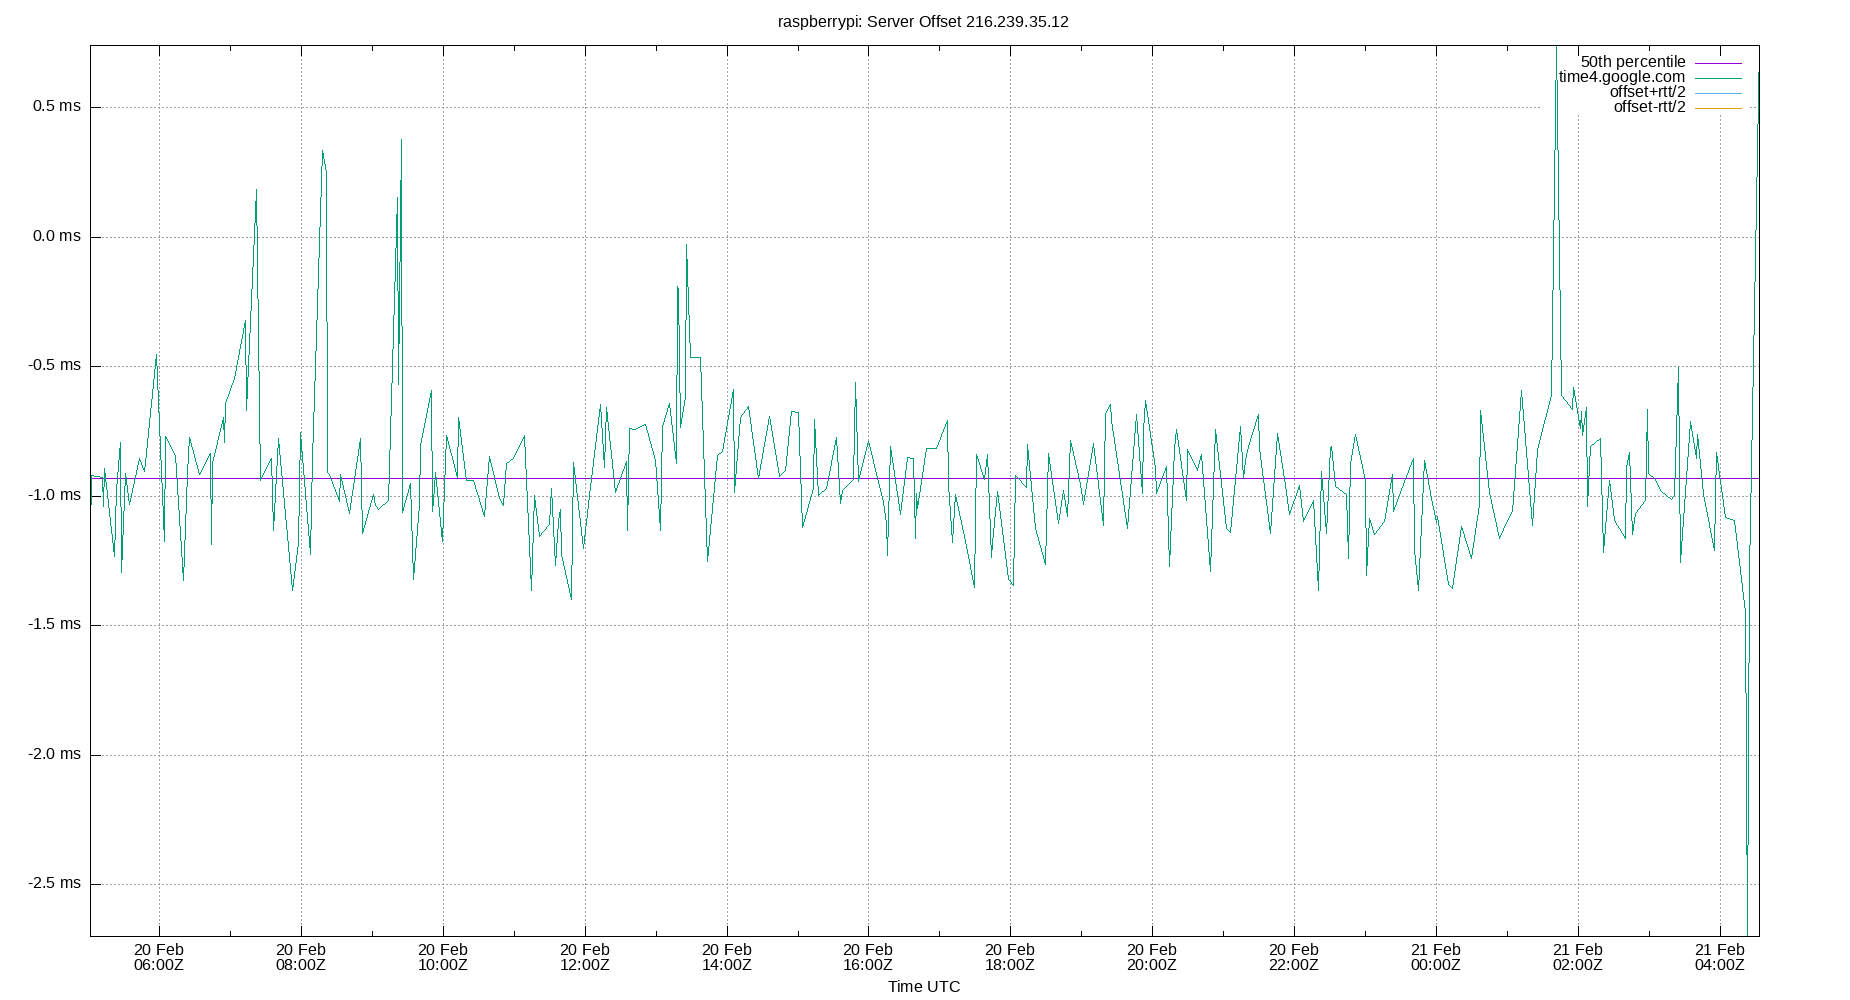 raspberrypi: Server Offset 216.239.35.12
50th percentile
time4.google.com
offset+rtt/2
offset-rtt/2
0.5 ms
0.0 ms
-0.5 ms
-1.0 ms
-1.5 ms
-2.0 ms
-2.5 ms
20 Feb 20 Feb 20 Feb 20 Feb 20 Feb 20 Feb 20 Feb 20 Feb 20 Feb 21 Feb 21 Feb 21 Feb
06:00Z 08:00Z 10:00Z 12:00Z 14:00Z 16:00Z 18:00Z 20:00Z 22:00Z 00:00Z 02:00Z 04:00Z
Time UTC